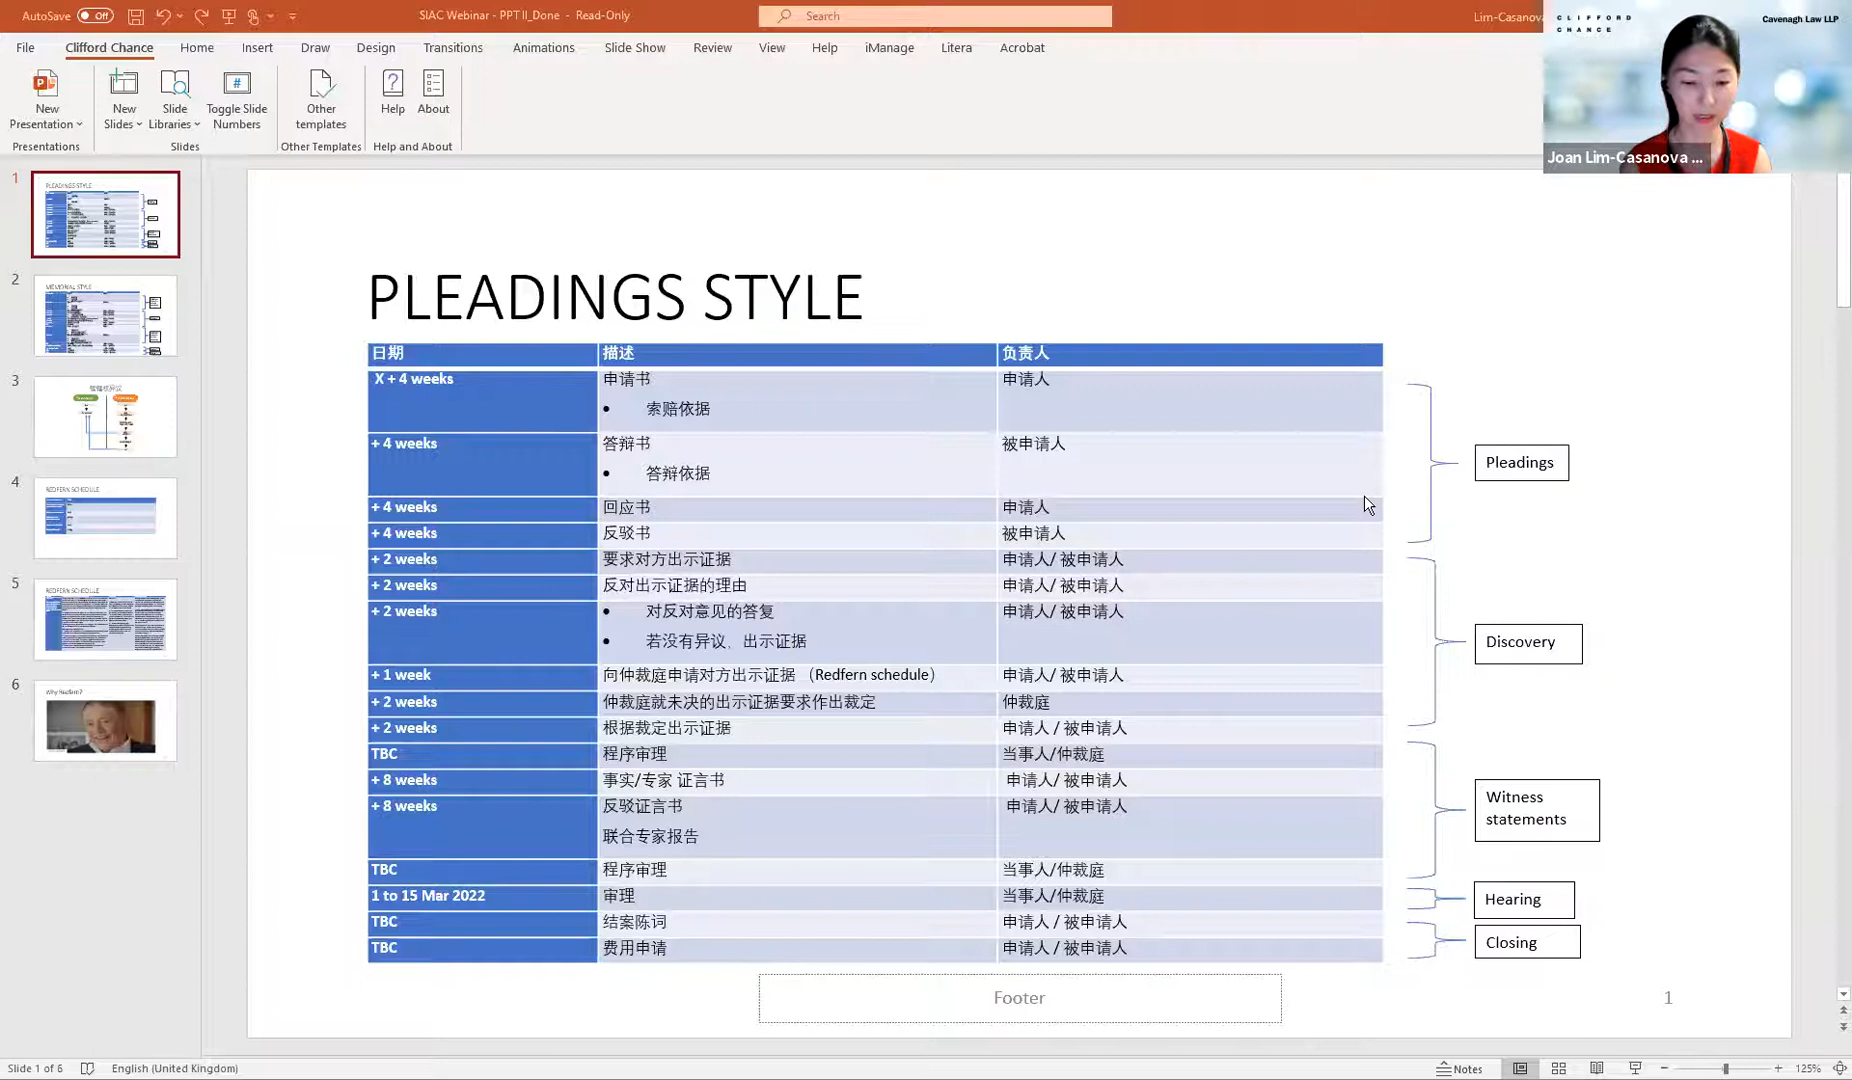 AutoSave Off
SIAC Webinar - PPT II_Done - Read-Only
Search
Lim-Casanova
CLIFFORD
CHANCE
Cavenagh Law LLP
Joan Lim-Casanova ...
File Clifford Chance Home Insert Draw Design Transitions Animations Slide Show Review View Help iManage Litera Acrobat
New Presentation
New Slides
Slide Libraries
Toggle Slide Numbers
Other templates
Help
About
Presentations
Slides
Other Templates
Help and About
1
PLEADINGS STYLE
2
MEMORIAL STYLE
3
4
REDFERN SCHEDULE
5
REDFERN SCHEDULE
6
Why Redfern?
PLEADINGS STYLE
日期 描述 负责人
X + 4 weeks 申请书 申请人
• 索赔依据
+ 4 weeks 答辩书 被申请人
• 答辩依据
+ 4 weeks 回应书 申请人
+ 4 weeks 反驳书 被申请人
+ 2 weeks 要求对方出示证据 申请人/ 被申请人
+ 2 weeks 反对出示证据的理由 申请人/ 被申请人
+ 2 weeks • 对反对意见的答复 申请人/ 被申请人
• 若没有异议，出示证据
+ 1 week 向仲裁庭申请对方出示证据 （Redfern schedule） 申请人/ 被申请人
+ 2 weeks 仲裁庭就未决的出示证据要求作出裁定 仲裁庭
+ 2 weeks 根据裁定出示证据 申请人 / 被申请人
TBC 程序审理 当事人/仲裁庭
+ 8 weeks 事实/专家 证言书 申请人/ 被申请人
+ 8 weeks 反驳证言书 申请人/ 被申请人
联合专家报告
TBC 程序审理 当事人/仲裁庭
1 to 15 Mar 2022 审理 当事人/仲裁庭
TBC 结案陈词 申请人 / 被申请人
TBC 费用申请 申请人 / 被申请人
Pleadings
Discovery
Witness
statements
Hearing
Closing
Footer
1
Slide 1 of 6 English (United Kingdom) Notes 125%